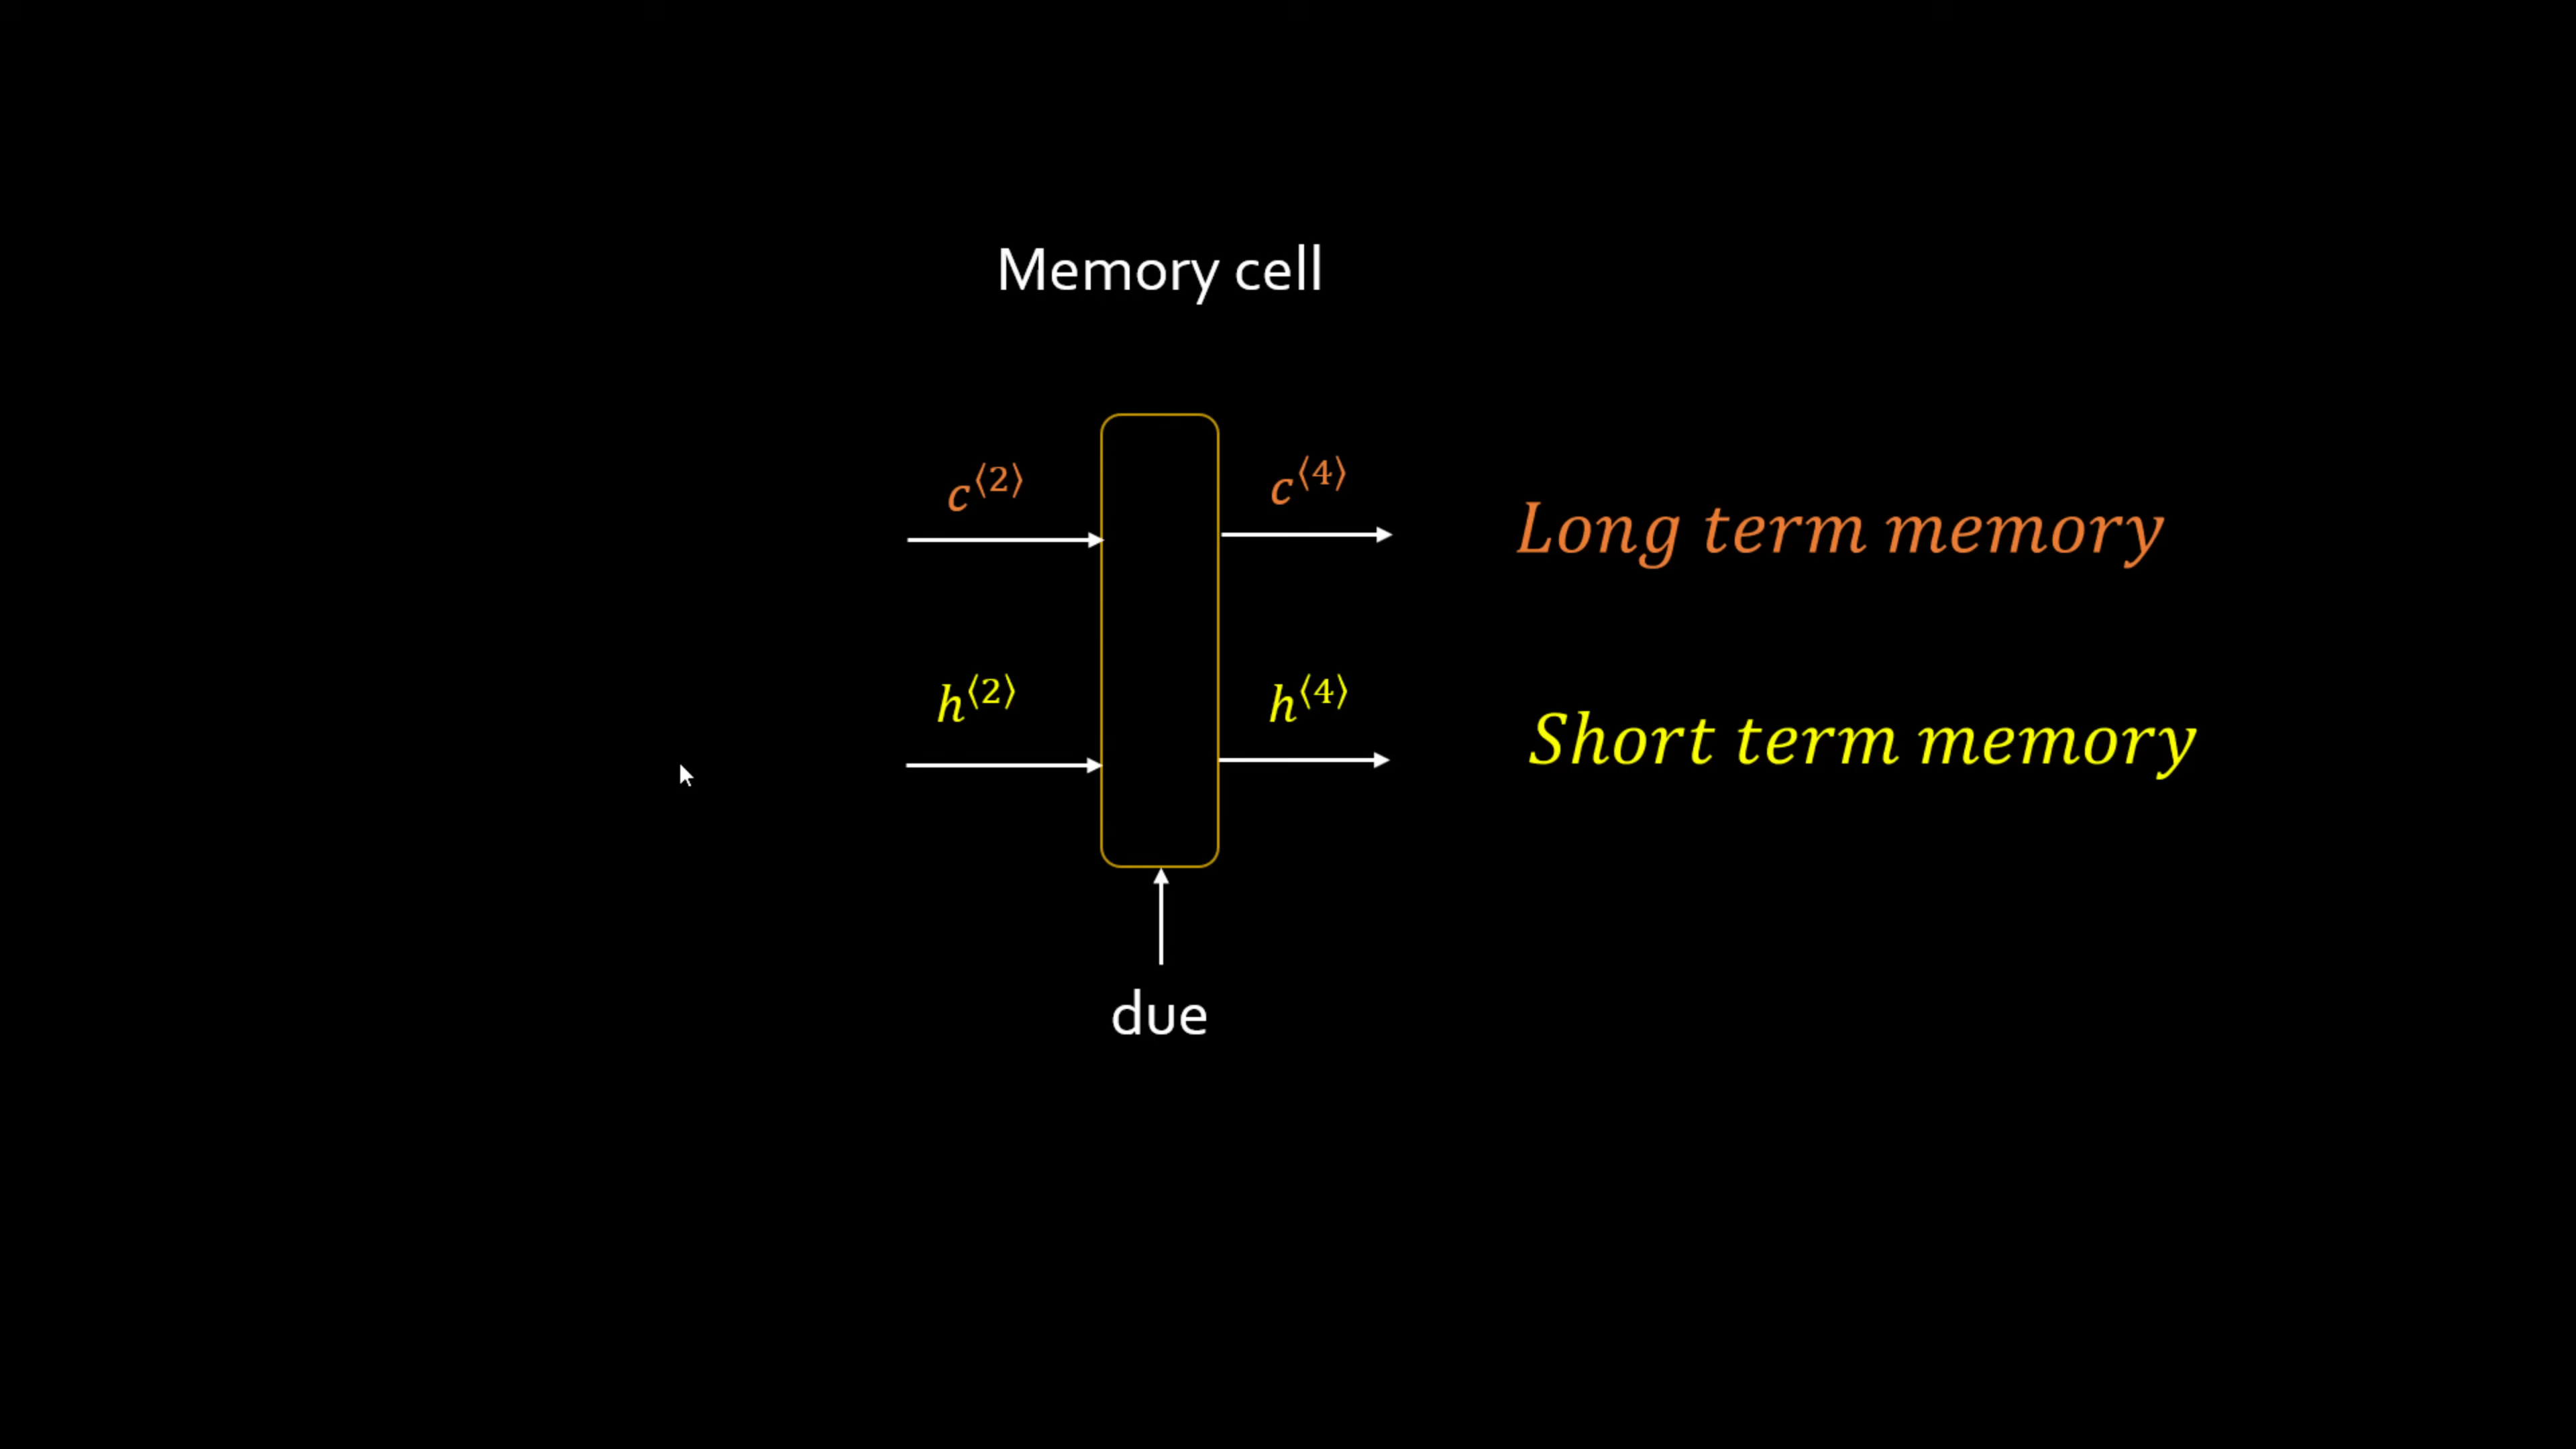 Memory cell
c⟨2⟩ c⟨4⟩
Long term memory
h⟨2⟩ h⟨4⟩
Short term memory
due